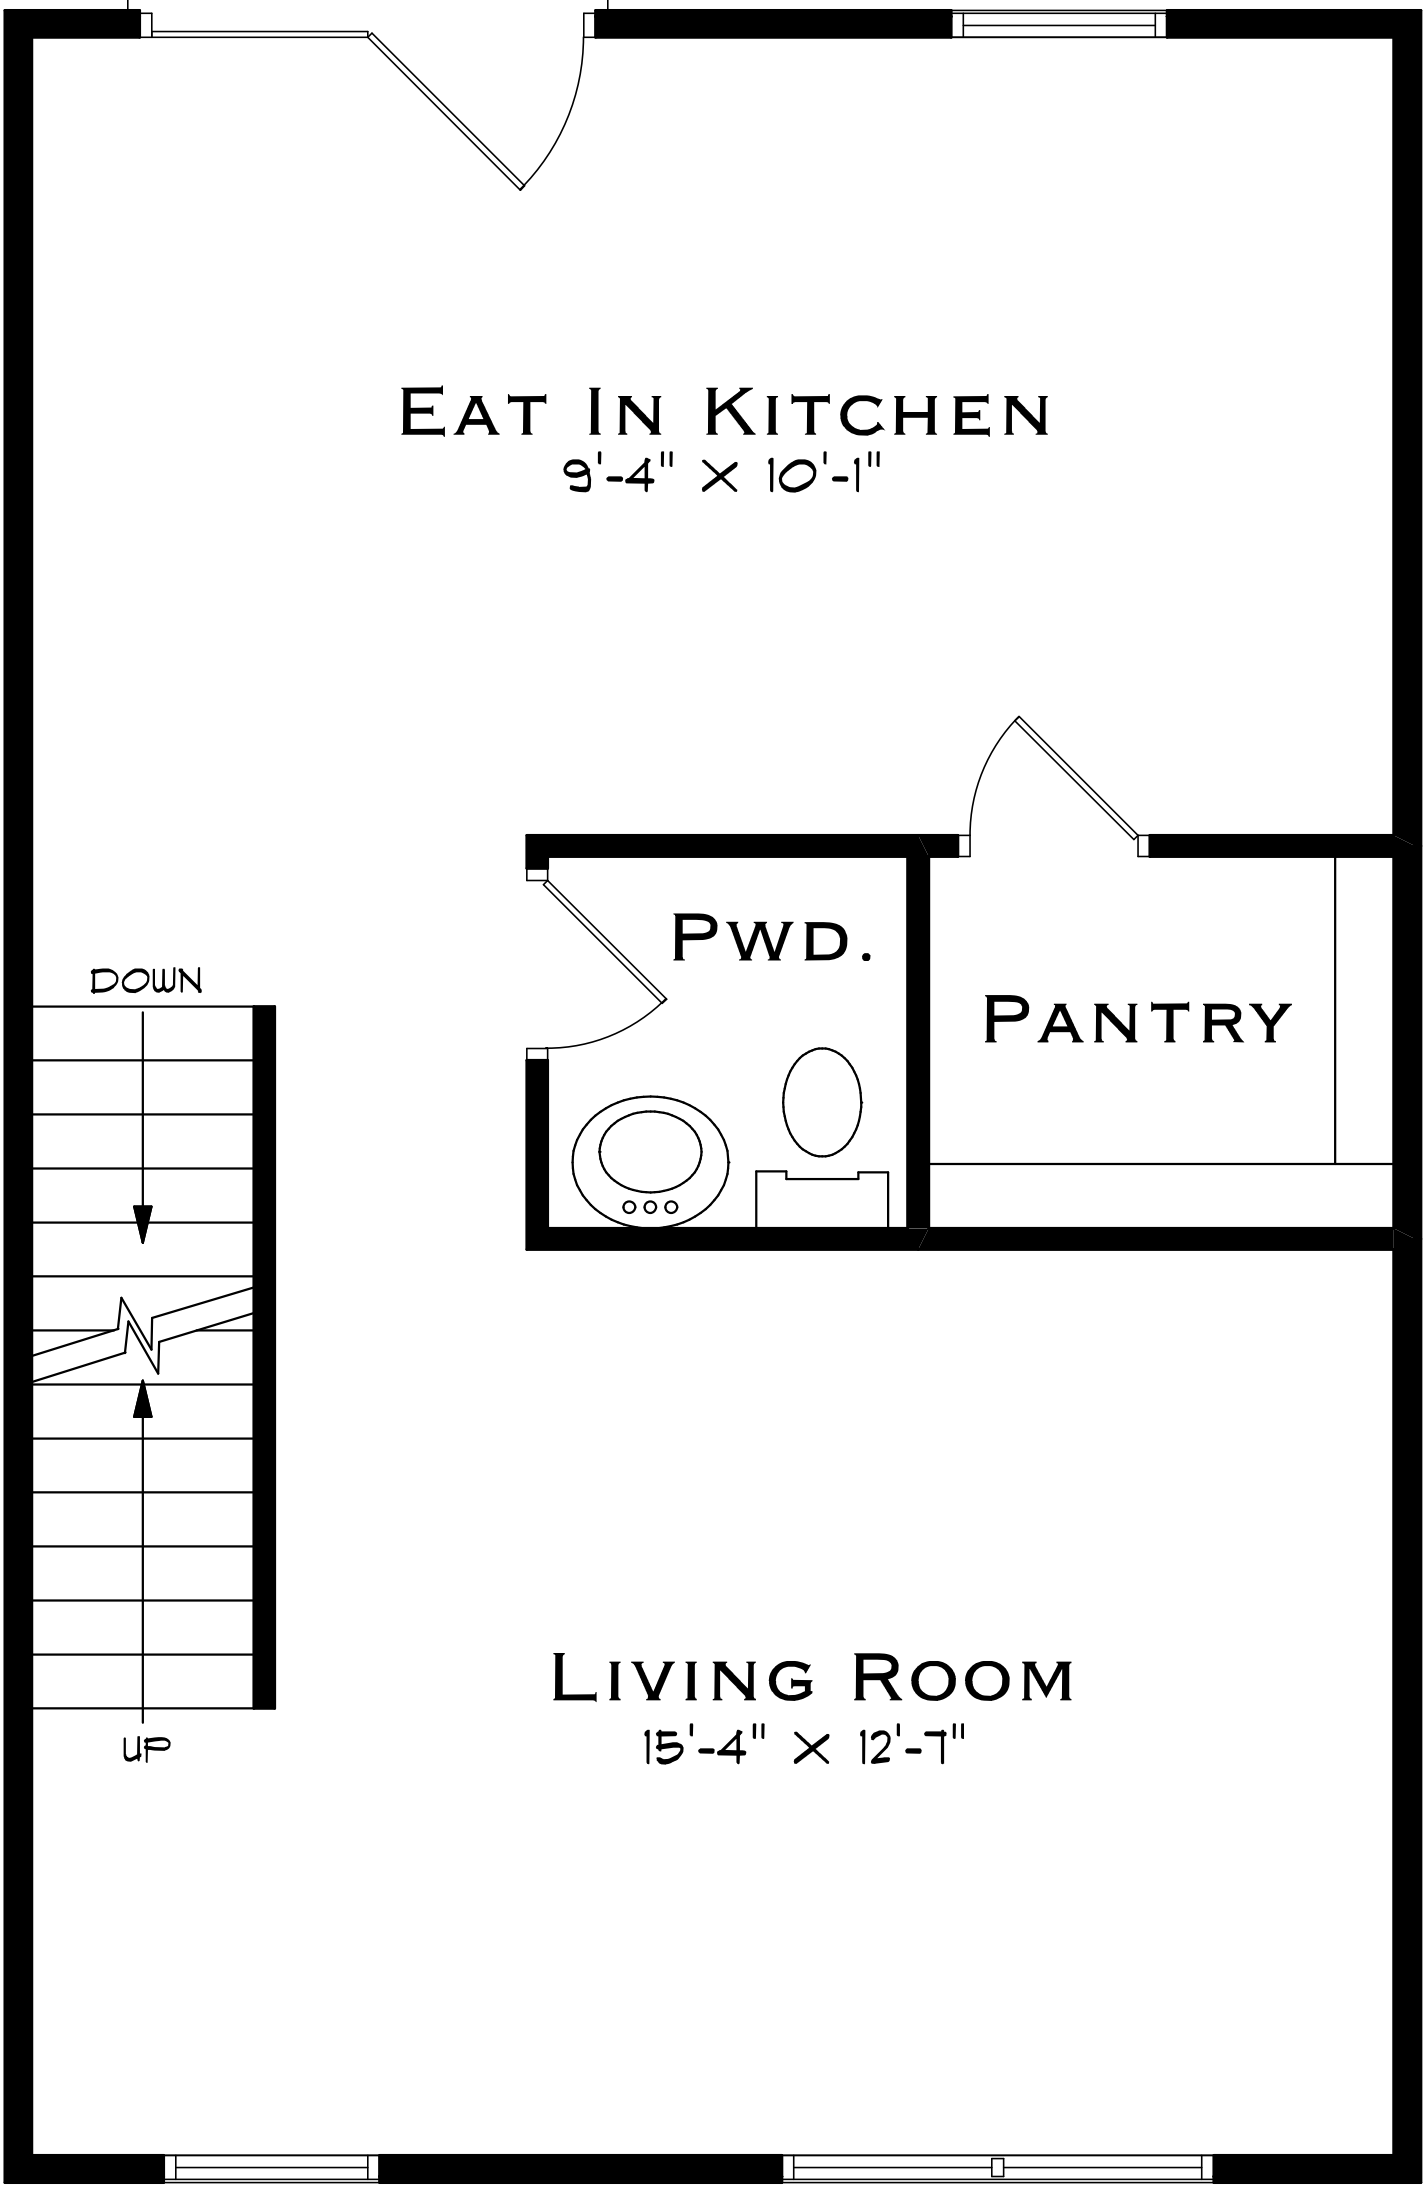 EAT IN KITCHEN
9'-4" X 10'-1"
PWD.
DOWN
PANTRY
LIVING ROOM
15'-4" X 12'-7"
UP